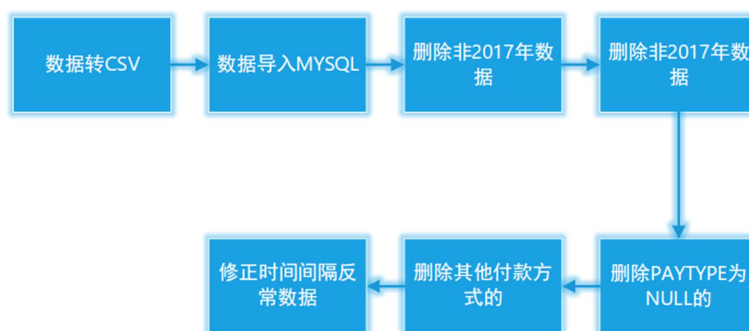 数据转CSV
数据导入MYSQL
删除非2017年数
据
删除非2017年数
据
修正时间间隔反
常数据
删除其他付款方
式的
删除PAYTYPE为
NULL的